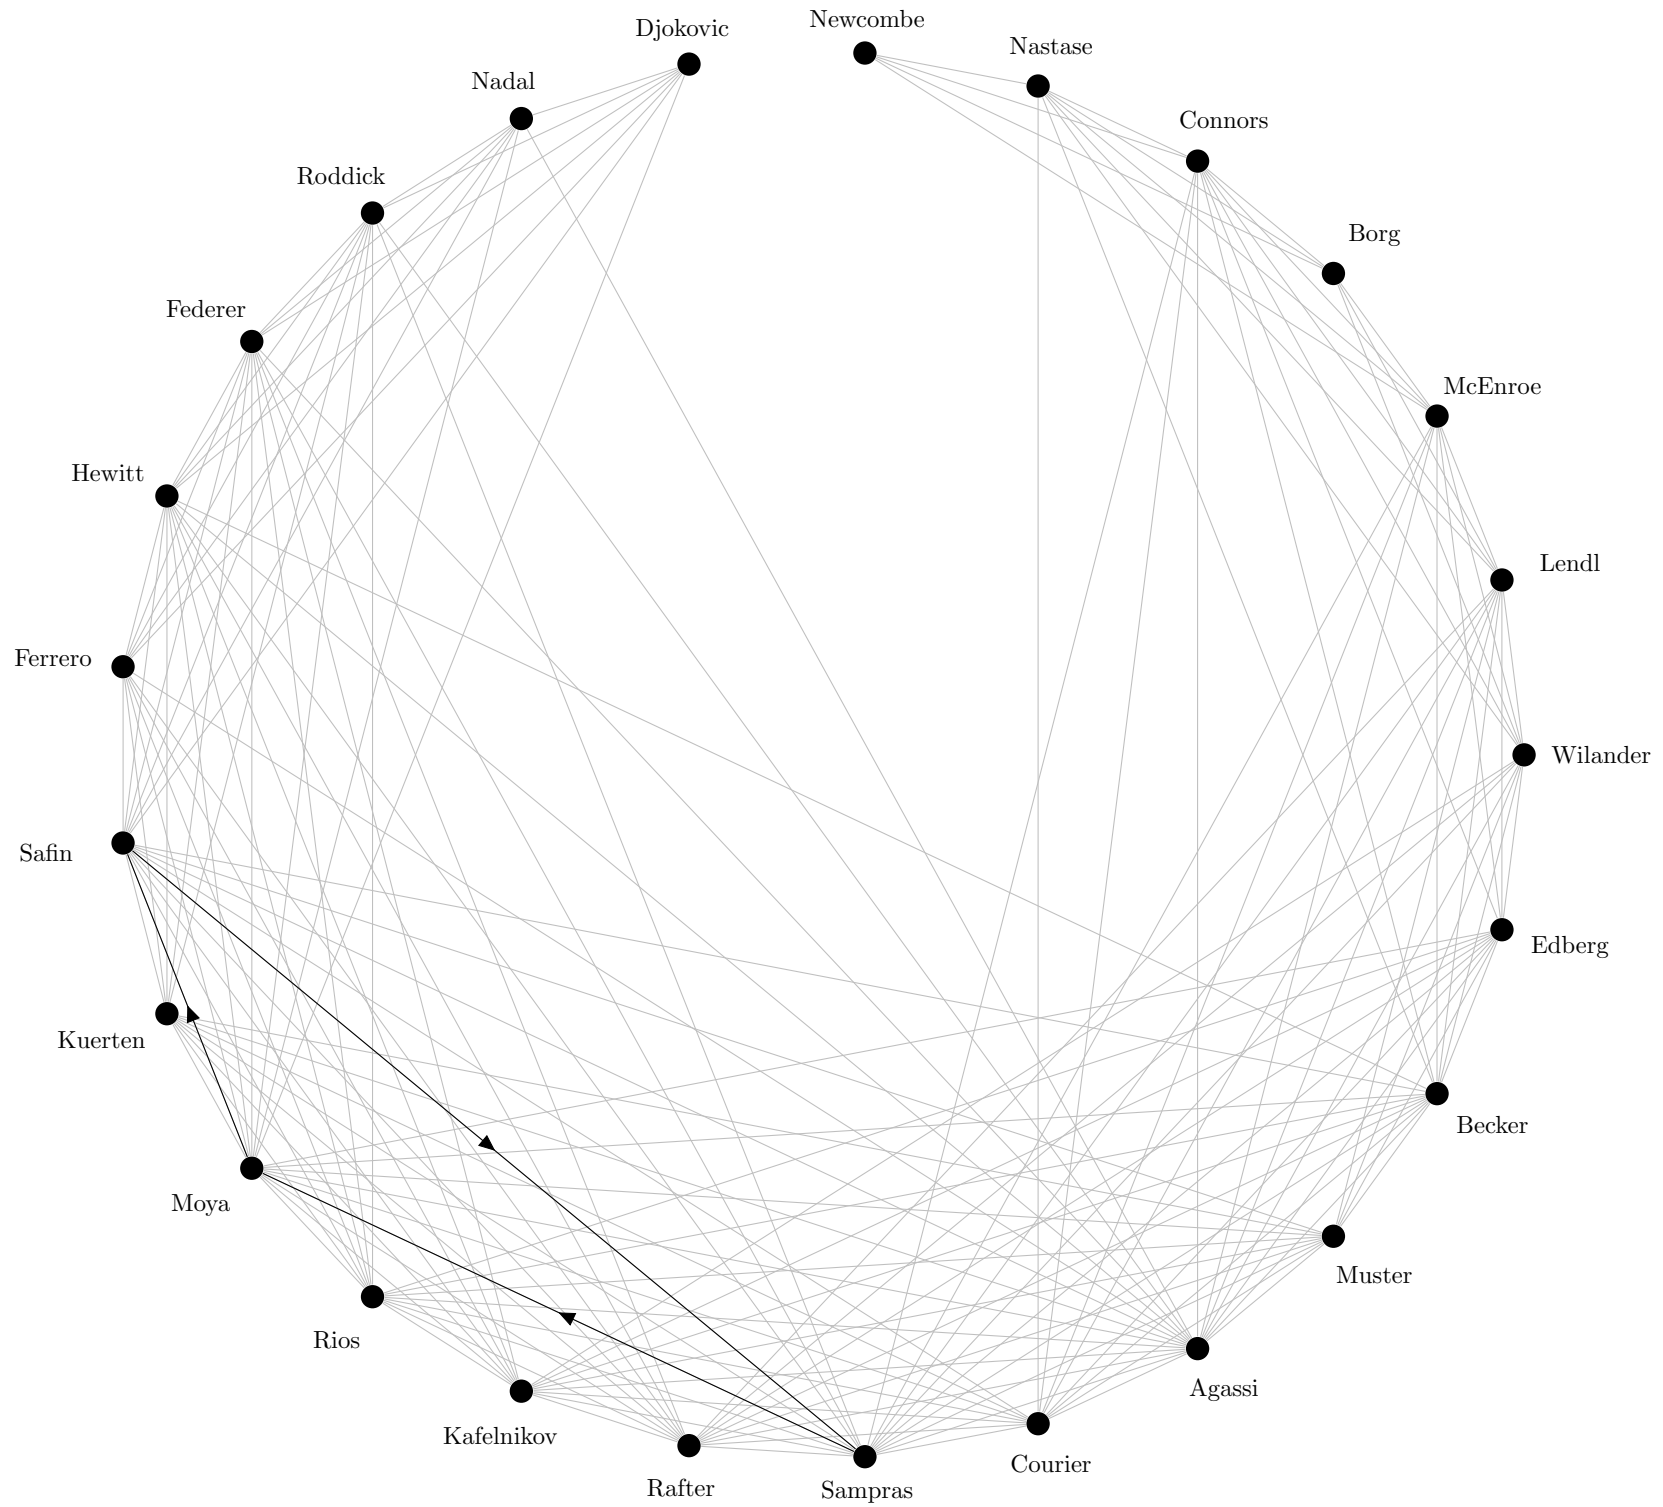 Newcombe
Djokovic
Nastase
Nadal
Connors
Roddick
Borg
Federer
McEnroe
Hewitt
Lendl
Ferrero
Wilander
Safin
Edberg
Kuerten
Becker
Moya
Muster
Rios
Agassi
Kafelnikov
Courier
Rafter
Sampras